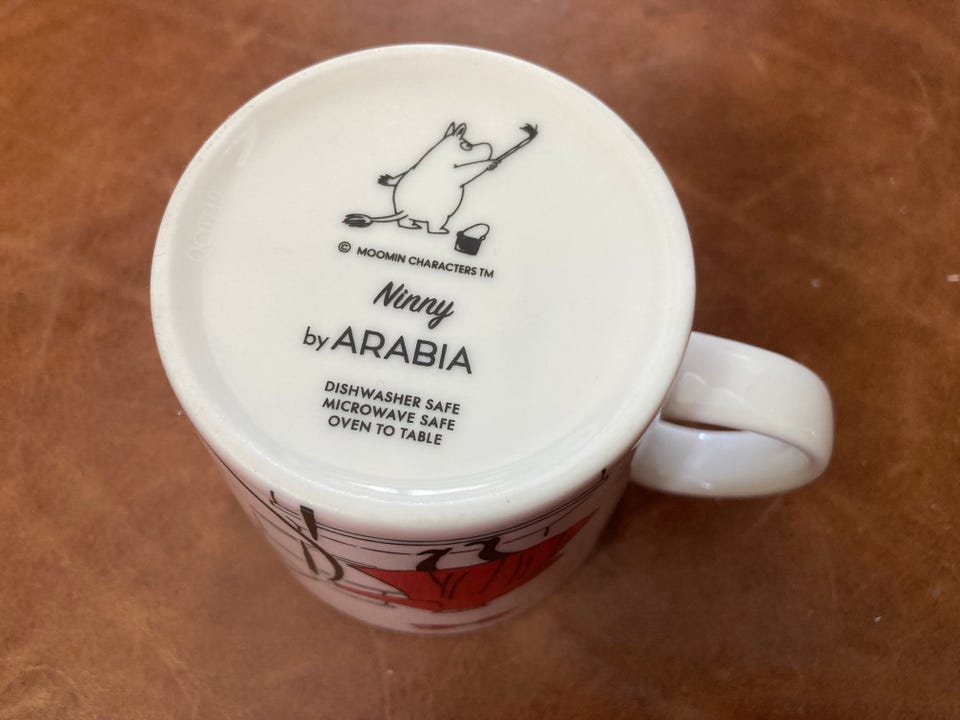 © MOOMIN CHARACTERS TM
Ninny
by ARABIA
DISHWASHER SAFE
MICROWAVE SAFE
OVEN TO TABLE